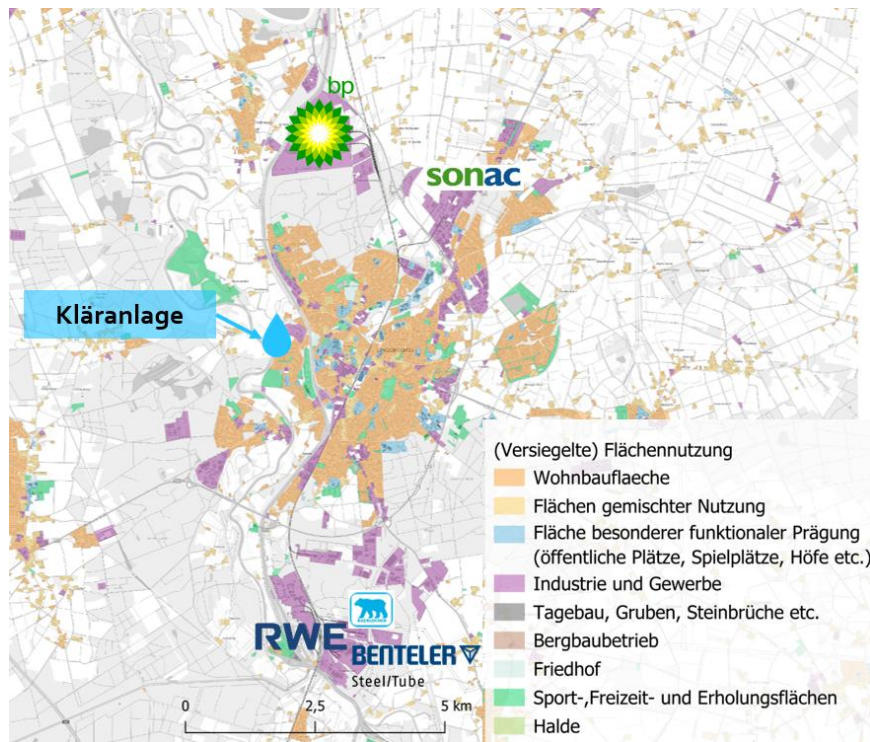 bp
sonac
Kläranlage
RWE
BENTELER
Steel/Tube
0 2,5 5 km
(Versiegelte) Flächennutzung
Wohnbauflaeche
Flächen gemischter Nutzung
Fläche besonderer funktionaler Prägung
(öffentliche Plätze, Spielplätze, Höfe etc.)
Industrie und Gewerbe
Tagebau, Gruben, Steinbrüche etc.
Bergbaubetrieb
Friedhof
Sport-,Freizeit- und Erholungsflächen
Halde